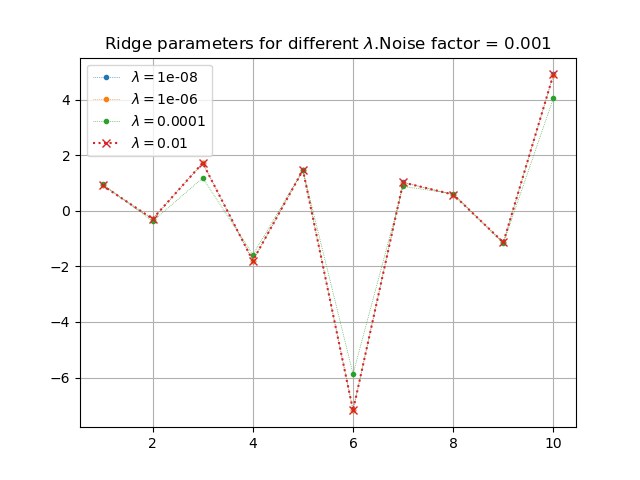 Ridge parameters for different λ.Noise factor = 0.001
λ = 1e-08
λ = 1e-06
λ = 0.0001
λ = 0.01
4
2
0
−2
−4
−6
2 4 6 8 10